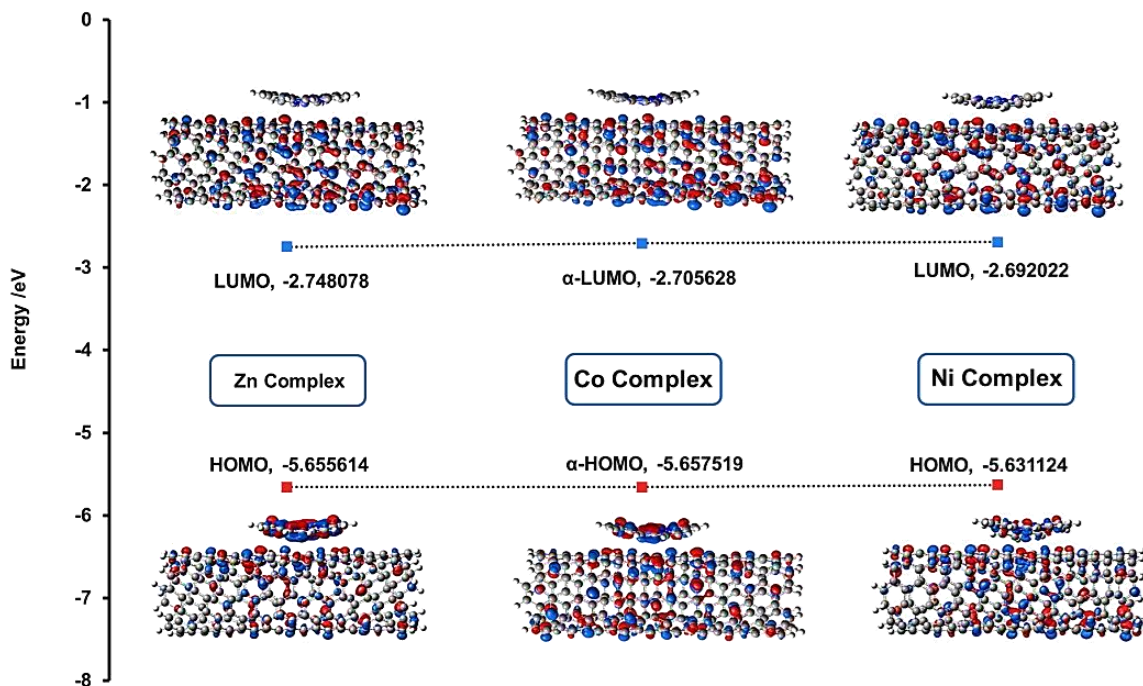 0
-1
-2
-3
-4
-5
-6
-7
-8
Energy /eV
LUMO, -2.748078
α-LUMO, -2.705628
LUMO, -2.692022
Zn Complex
Co Complex
Ni Complex
HOMO, -5.655614
α-HOMO, -5.657519
HOMO, -5.631124